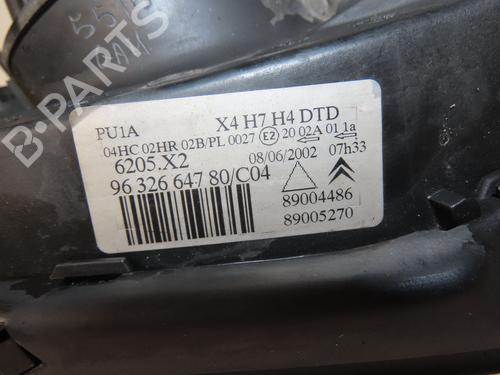 PU1A X4 H7 H4 DTD
04HC 02HR 02B/PL 0027 E2 20 02A 01 1a
6205.X2 08/06/2002 07h33
96 326 647 80/C04
89004486
89005270
B-Parts